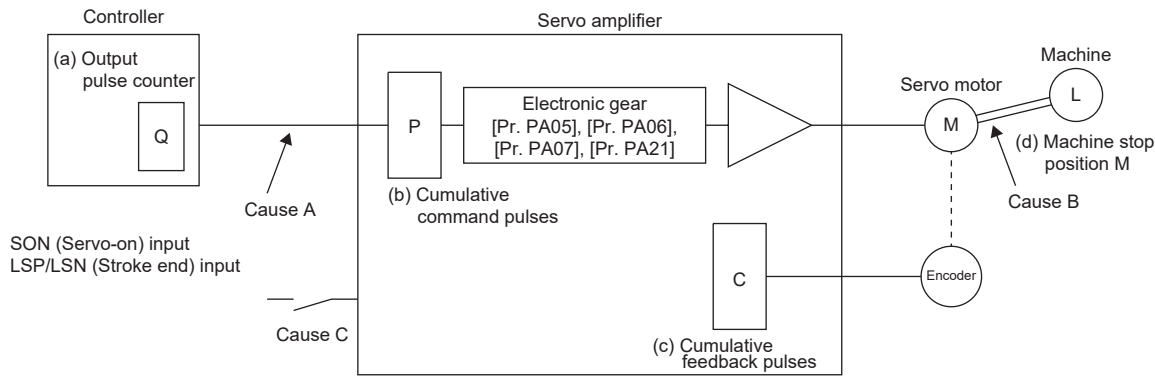 Controller
Servo amplifier
(a) Output
pulse counter
Q
Cause A
SON (Servo-on) input
LSP/LSN (Stroke end) input
Cause C
P
(b) Cumulative
command pulses
Electronic gear
[Pr. PA05], [Pr. PA06],
[Pr. PA07], [Pr. PA21]
C
(c) Cumulative
feedback pulses
Servo motor
M
Machine
L
(d) Machine stop
position M
Cause B
Encoder